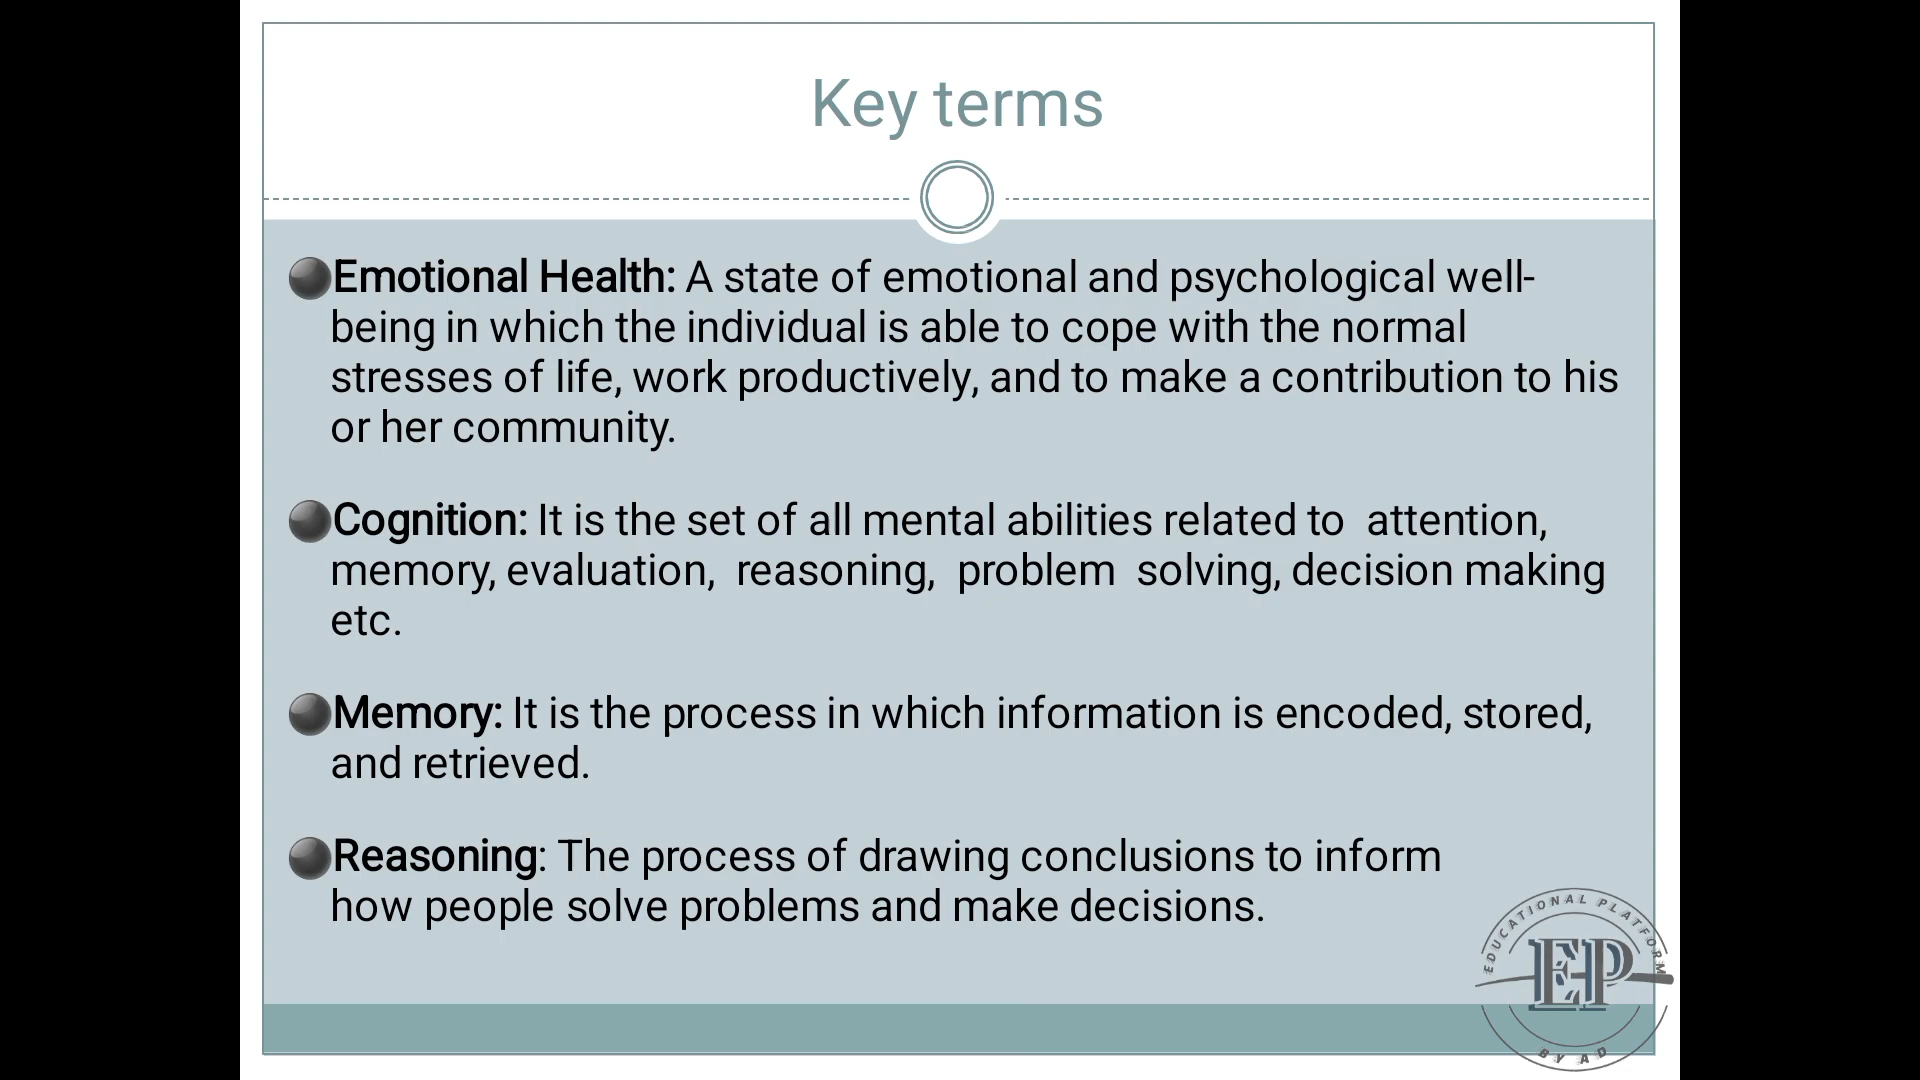 Key terms
Emotional Health: A state of emotional and psychological well-
being in which the individual is able to cope with the normal
stresses of life, work productively, and to make a contribution to his
or her community.
Cognition: It is the set of all mental abilities related to  attention,
memory, evaluation,  reasoning,  problem  solving, decision making
etc.
Memory: It is the process in which information is encoded, stored,
and retrieved.
Reasoning: The process of drawing conclusions to inform
how people solve problems and make decisions.
EDUCATIONAL PLATFORM
EP
BY AD